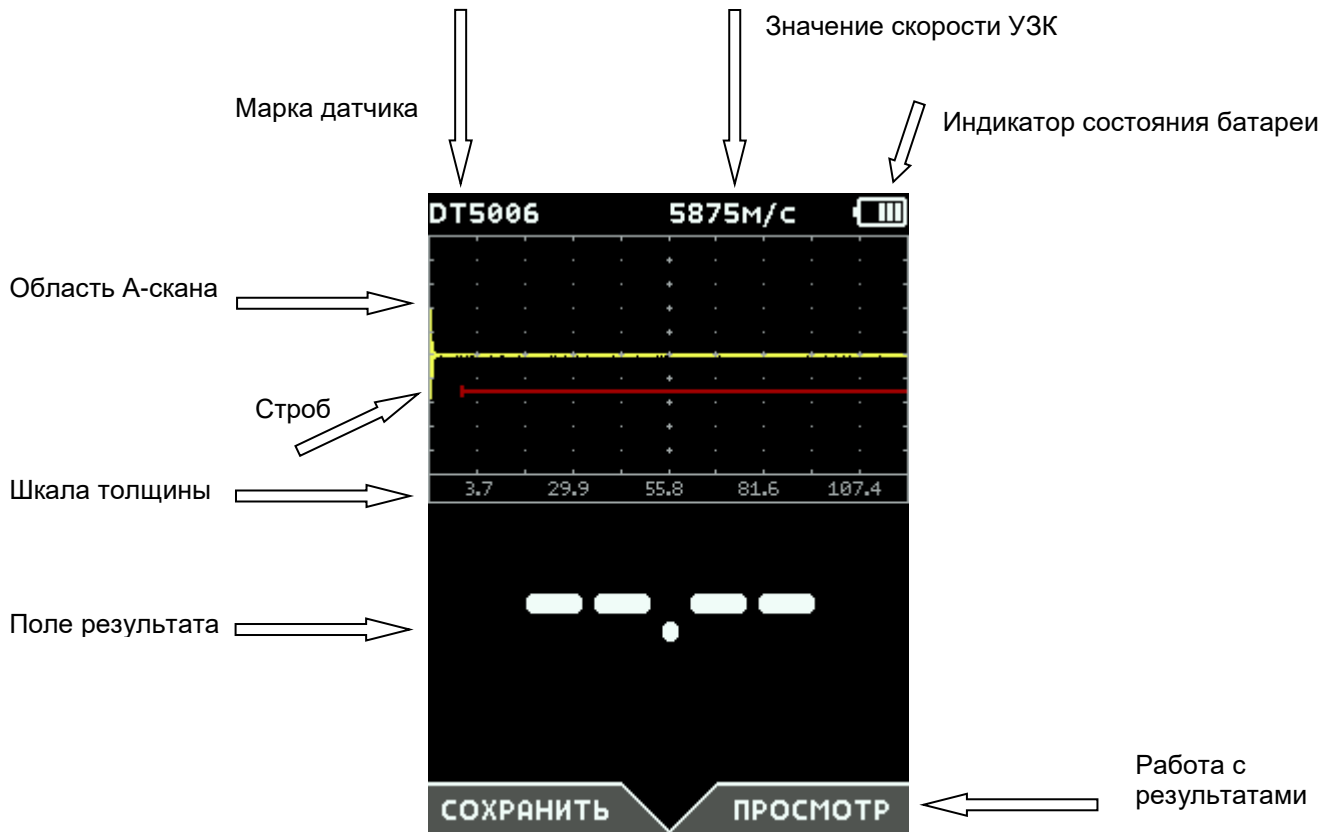 Значение скорости УЗК
Марка датчика
Индикатор состояния батареи
DT5006 5875м/с
Область А-скана
Строб
Шкала толщины
3.7 29.9 55.8 81.6 107.4
Поле результата
--.--
Работа с
результатами
СОХРАНИТЬ ПРОСМОТР